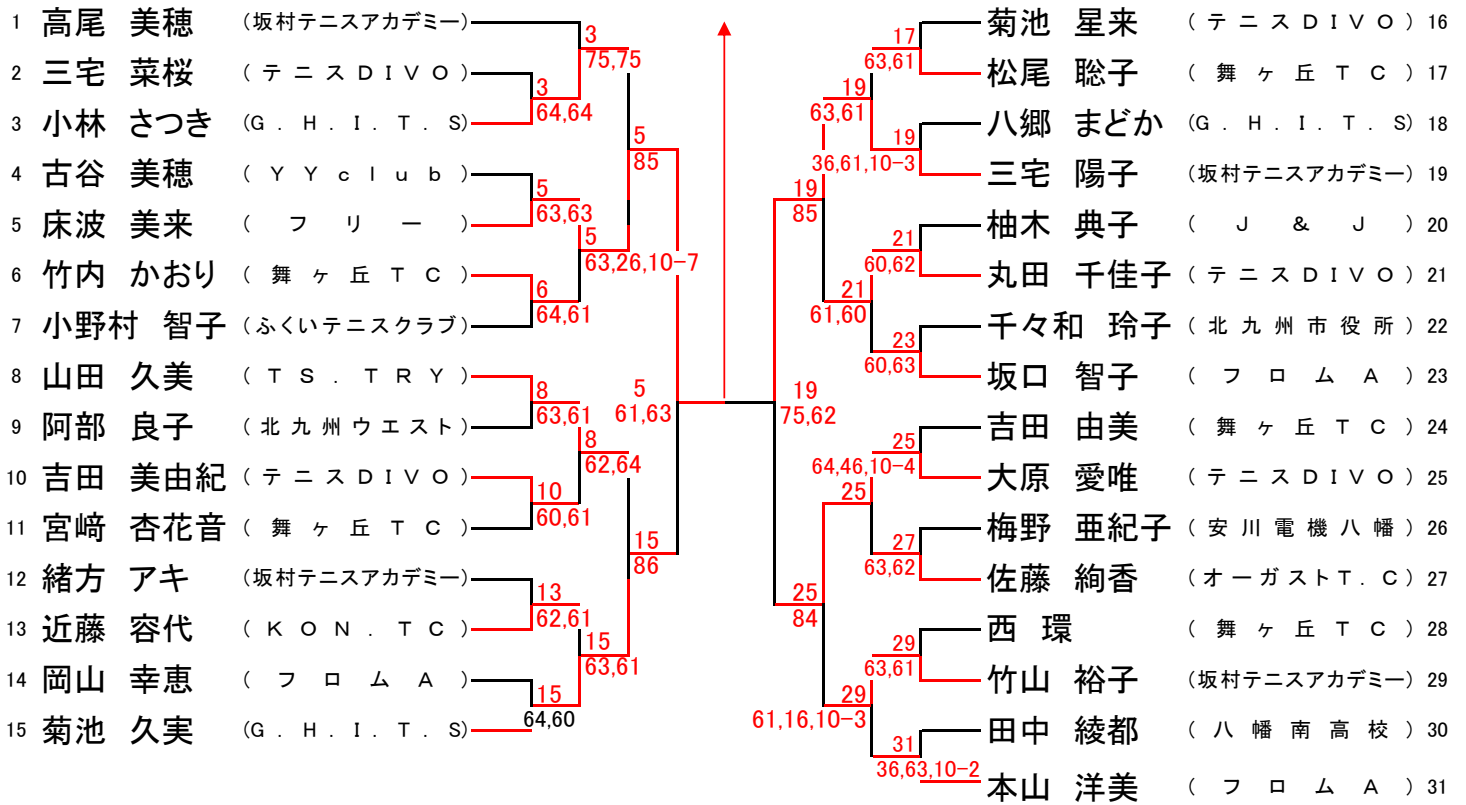 1 高尾 美穂 (坂村テニスアカデミー)
2 三宅 菜桜 (テニスDIVO)
3 小林 さつき (G.H.I.T.S)
4 古谷 美穂 (YYclub)
5 床波 美来 (フリー)
6 竹内 かおり (舞ヶ丘TC)
7 小野村 智子 (ふくいテニスクラブ)
8 山田 久美 (TS.TRY)
9 阿部 良子 (北九州ウエスト)
10 吉田 美由紀 (テニスDIVO)
11 宮﨑 杏花音 (舞ヶ丘TC)
12 緒方 アキ (坂村テニスアカデミー)
13 近藤 容代 (KON.TC)
14 岡山 幸恵 (フロムA)
15 菊池 久実 (G.H.I.T.S)
3
75,75
3
64,64
5
85
5
63,63
5
63,26,10-7
6
64,61
5
61,63
8
63,61
8
62,64
10
60,61
15
86
13
62,61
15
63,61
15
64,60
17
63,61
19
63,61
19
36,61,10-3
19
85
21
60,62
21
61,60
23
60,63
19
75,62
25
64,46,10-4
25
27
63,62
25
84
29
63,61
29
61,16,10-3
31
36,63,10-2
菊池 星来 (テニスDIVO) 16
松尾 聡子 (舞ヶ丘TC) 17
八郷 まどか (G.H.I.T.S) 18
三宅 陽子 (坂村テニスアカデミー) 19
柚木 典子 (J&J) 20
丸田 千佳子 (テニスDIVO) 21
千々和 玲子 (北九州市役所) 22
坂口 智子 (フロムA) 23
吉田 由美 (舞ヶ丘TC) 24
大原 愛唯 (テニスDIVO) 25
梅野 亜紀子 (安川電機八幡) 26
佐藤 絢香 (オーガストT.C) 27
西 環 (舞ヶ丘TC) 28
竹山 裕子 (坂村テニスアカデミー) 29
田中 綾都 (八幡南高校) 30
本山 洋美 (フロムA) 31